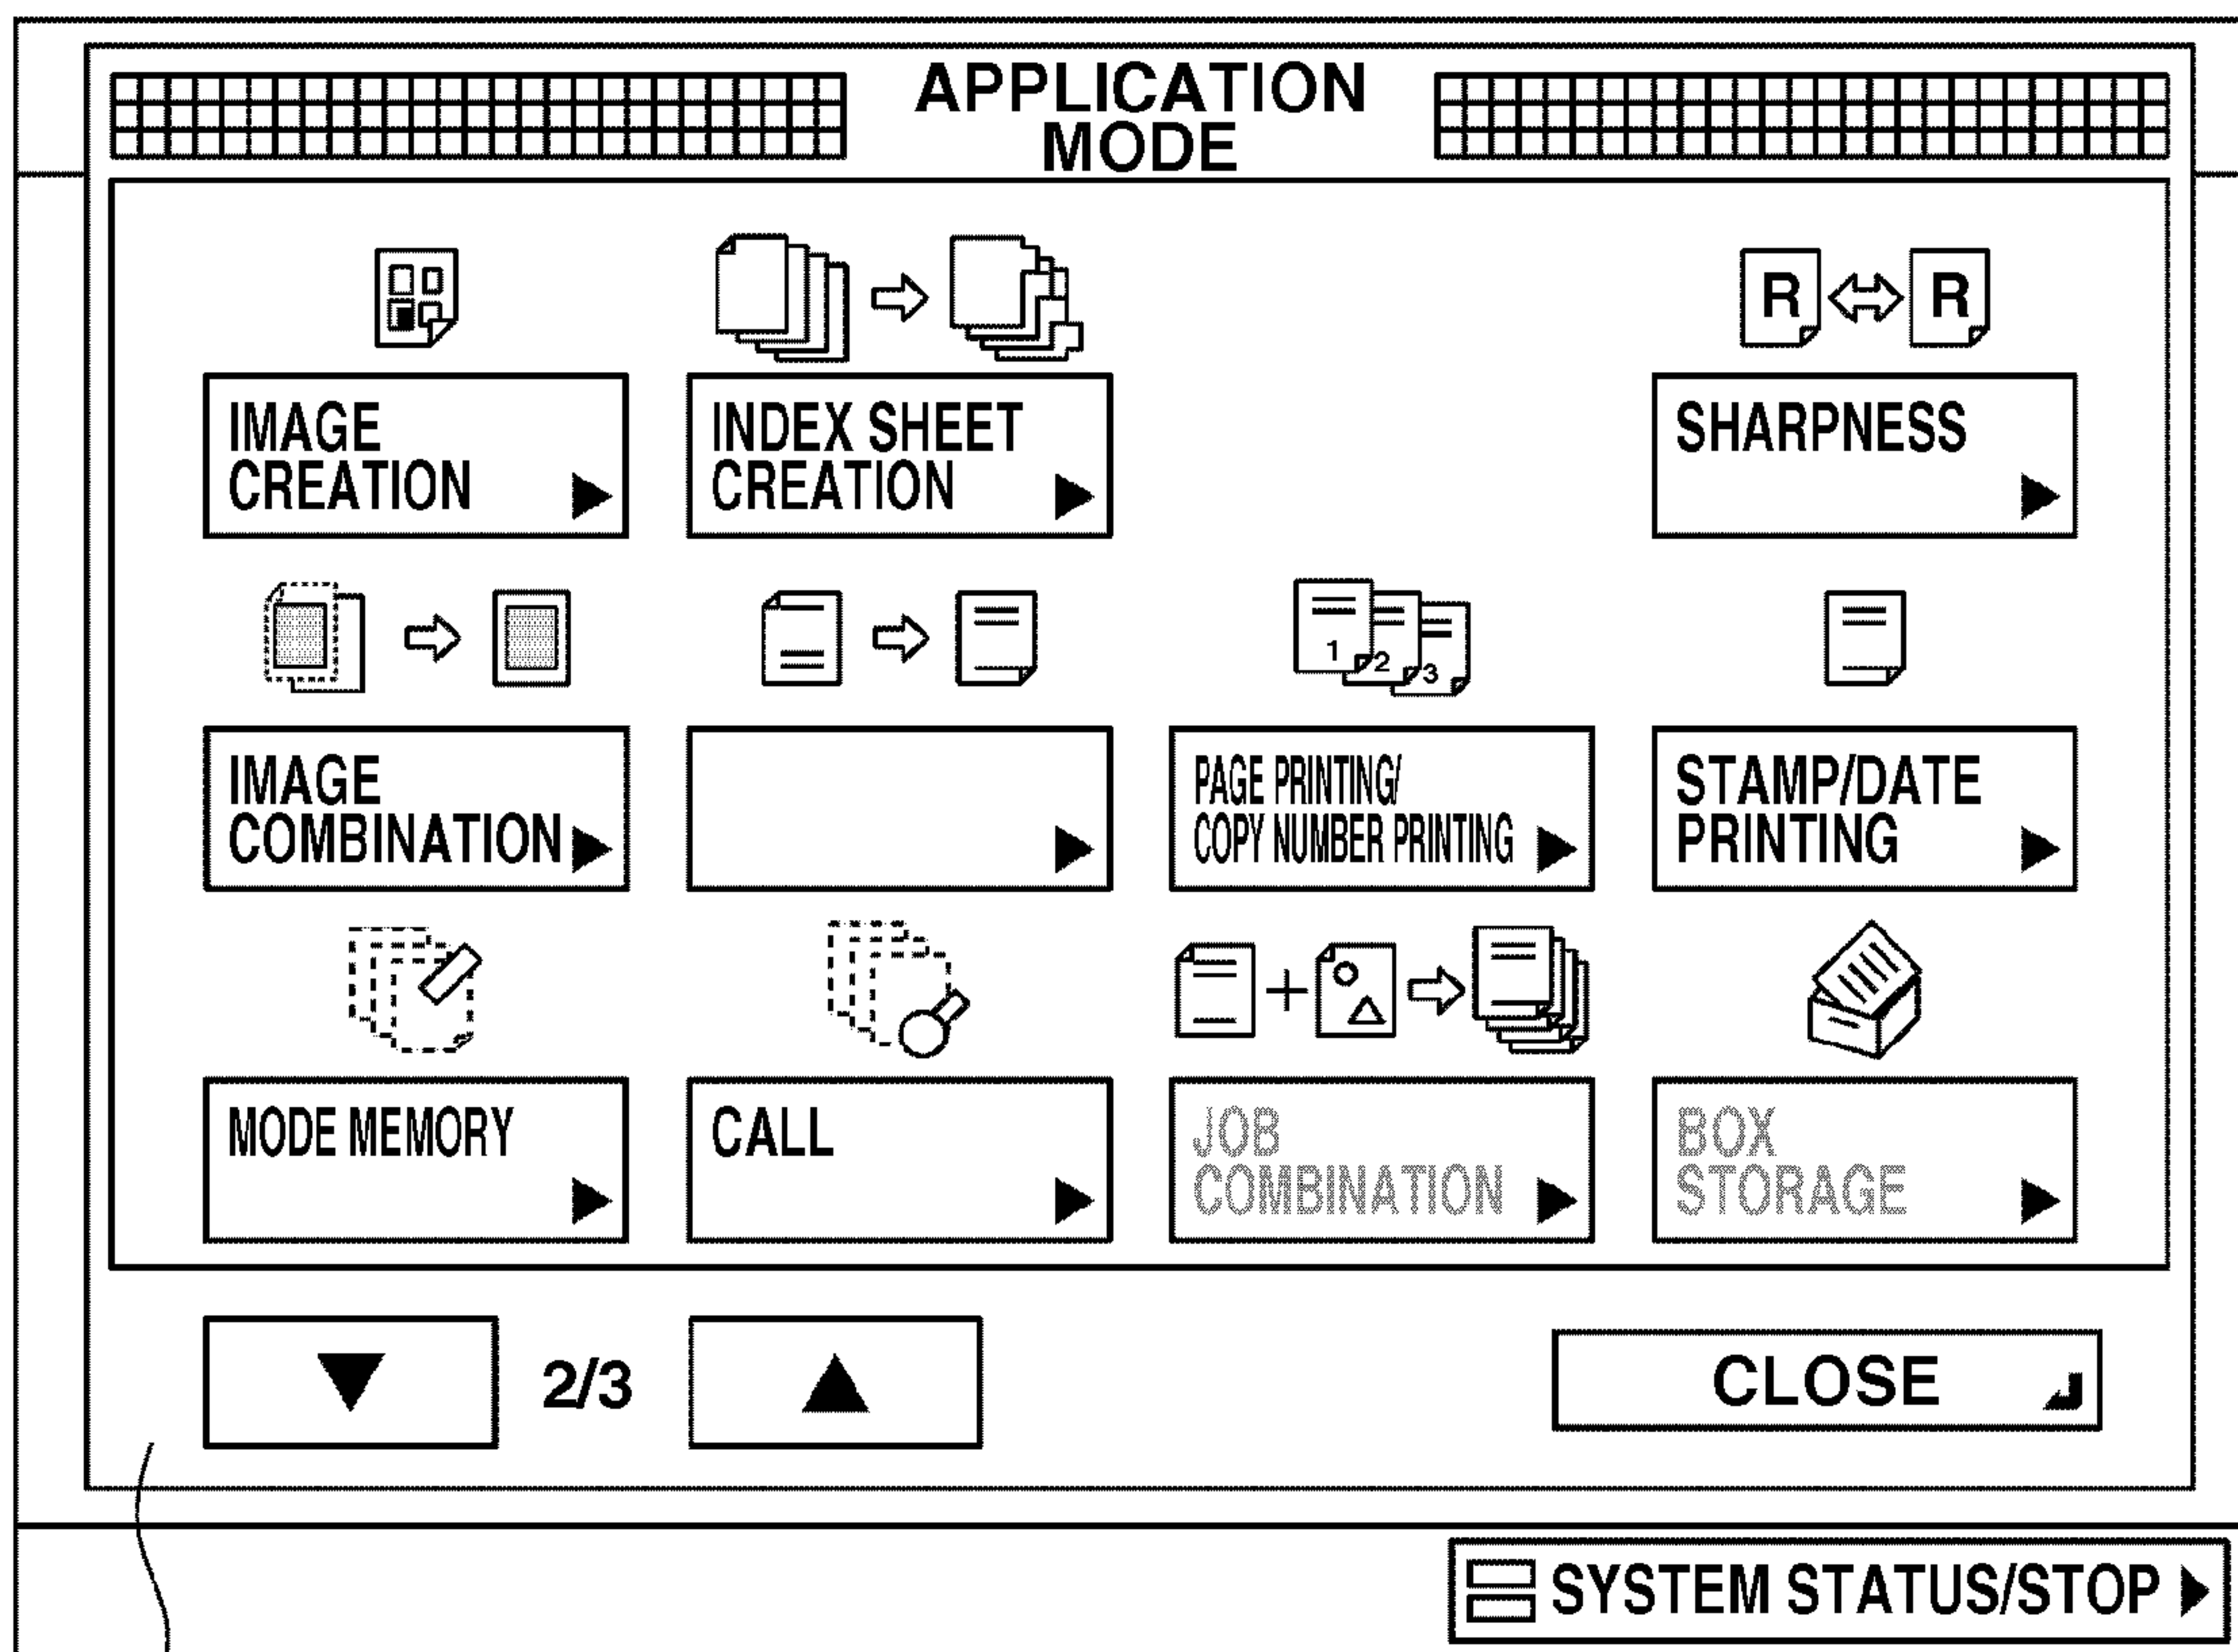 APPLICATION
MODE
R
R
IMAGE
CREATION
INDEX SHEET
CREATION
SHARPNESS
1
2
3
IMAGE
COMBINATION
PAGE PRINTING/
COPY NUMBER PRINTING
STAMP/DATE
PRINTING
MODE MEMORY
CALL
JOB
COMBINATION
BOX
STORAGE
2/3
CLOSE
SYSTEM STATUS/STOP